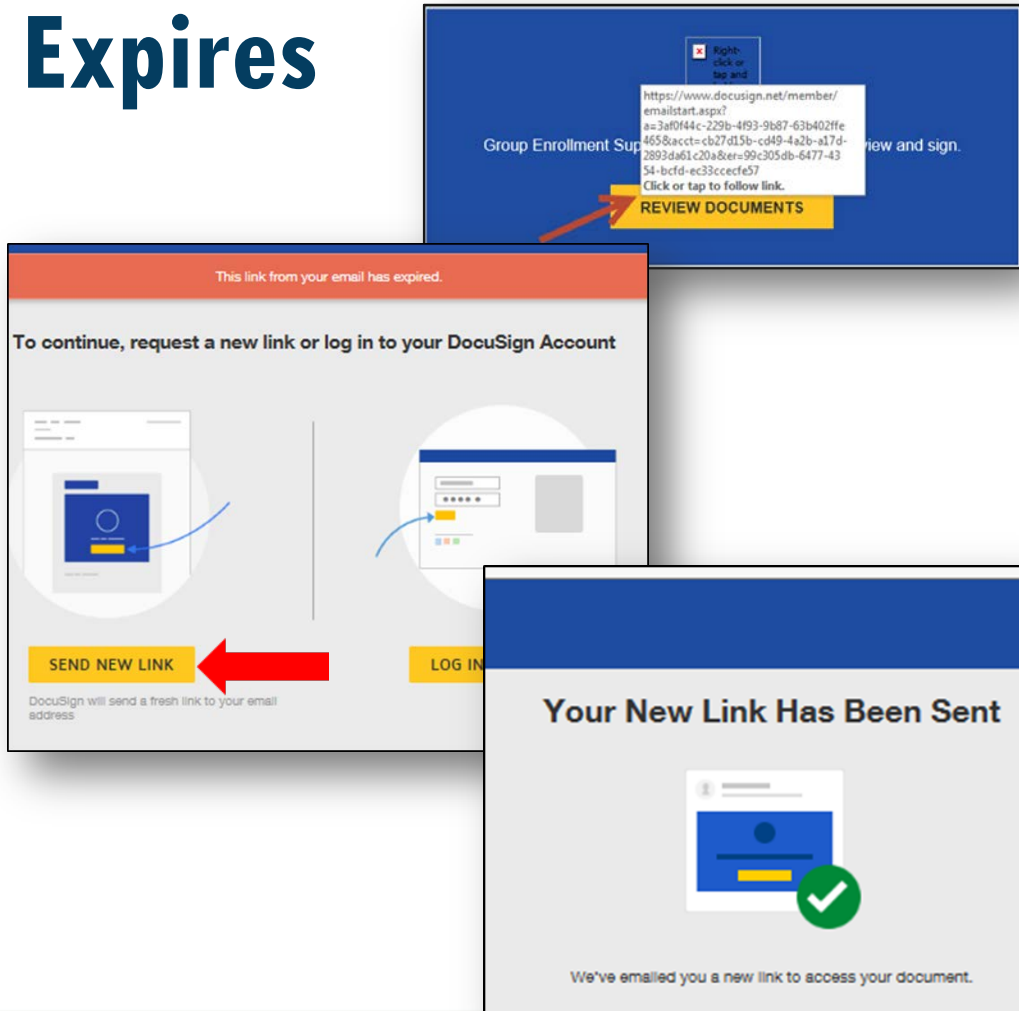 Expires
Right-
click or
tap and
https://www.docusign.net/member/
emailstart.aspx?
a=3af0f44c-229b-4f93-9b87-63b402ffe
465&acct=cb27d15b-cd49-4a2b-a17d-
2893da61c20a&er=99c305db-6477-43
54-bcfd-ec33ccecfe57
Click or tap to follow link.
Group Enrollment Sup iew and sign.
REVIEW DOCUMENTS
This link from your email has expired.
To continue, request a new link or log in to your DocuSign Account
SEND NEW LINK
LOG IN
DocuSign will send a fresh link to your email
address
Your New Link Has Been Sent
We've emailed you a new link to access your document.